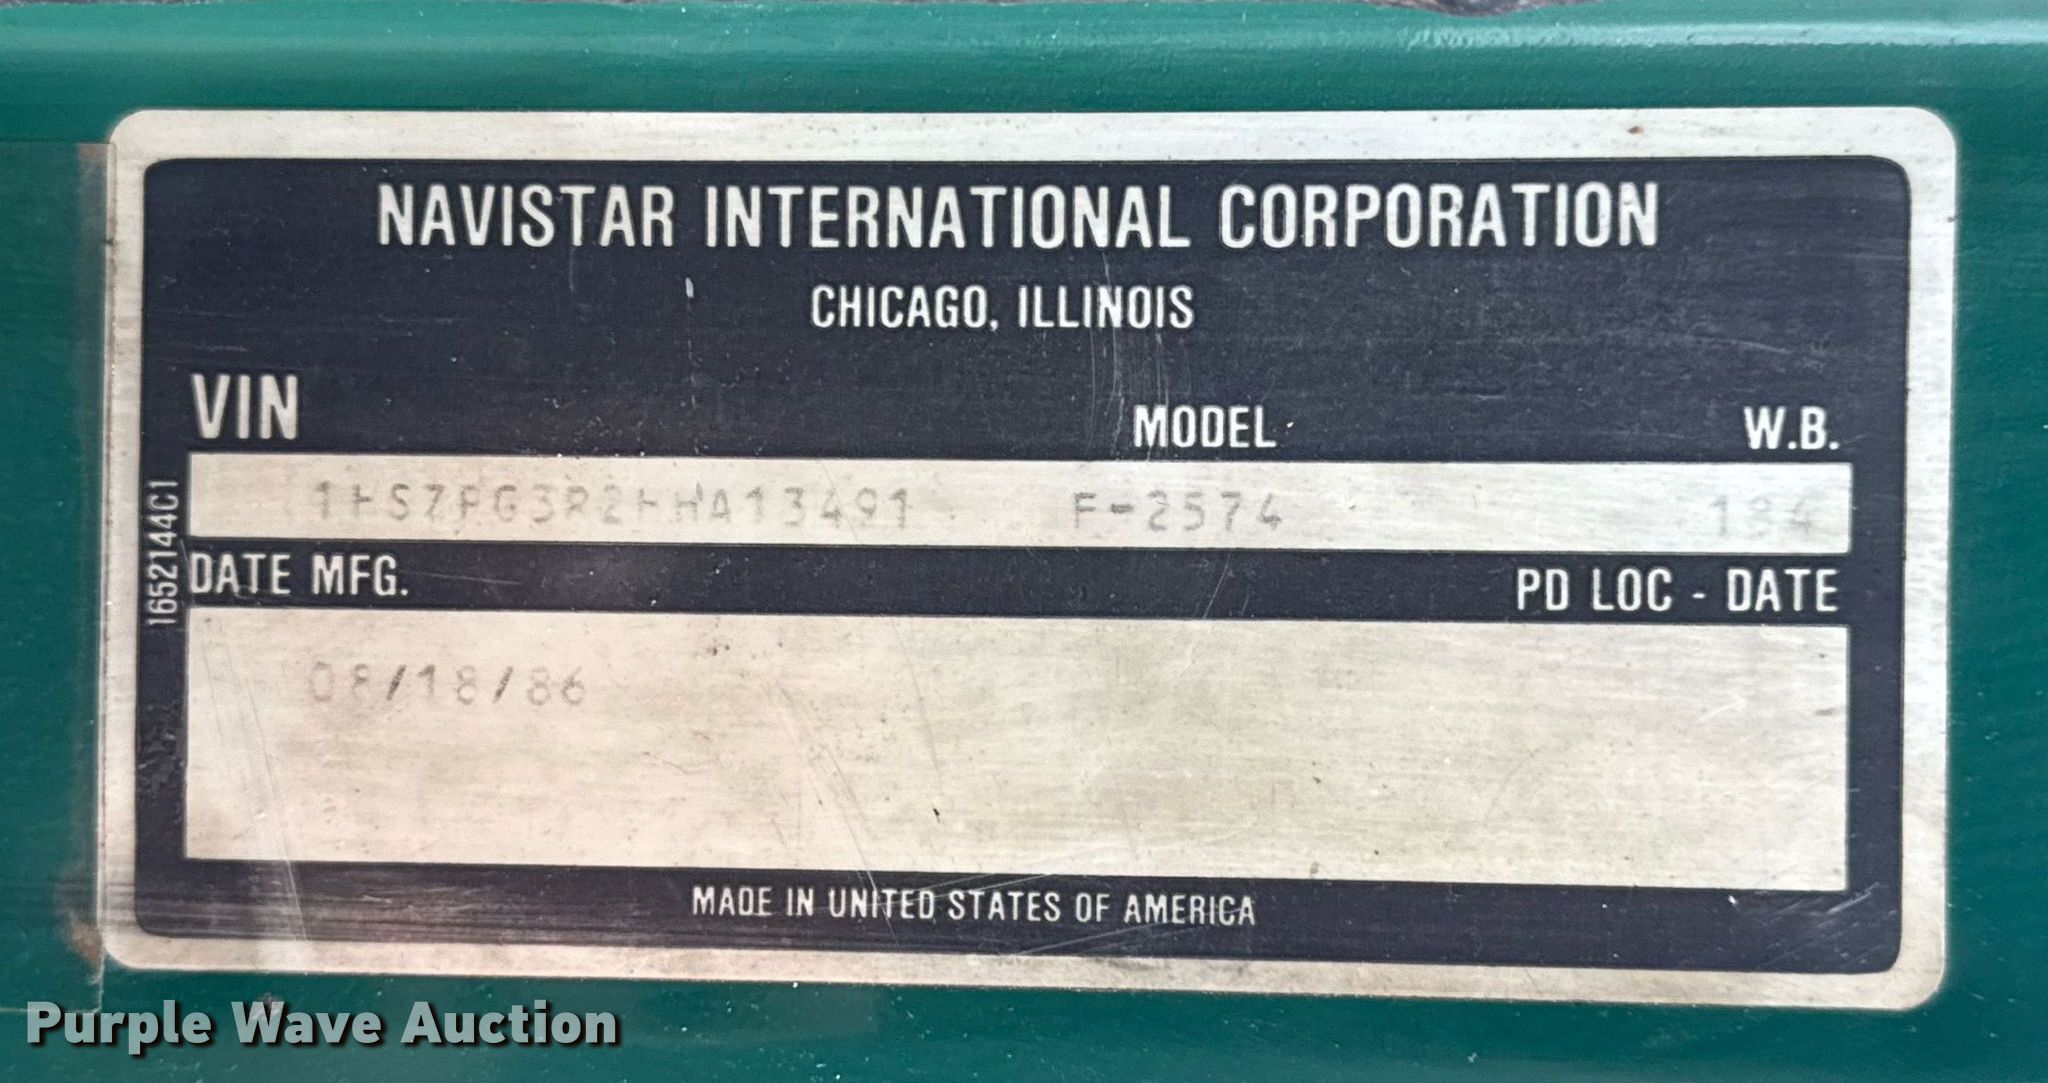 NAVISTAR INTERNATIONAL CORPORATION
CHICAGO, ILLINOIS
VIN MODEL W.B.
1HSZPG3R2HHA13491 F-2574
1652144C1
DATE MFG. PD LOC - DATE
08/18/86
MADE IN UNITED STATES OF AMERICA
Purple Wave Auction